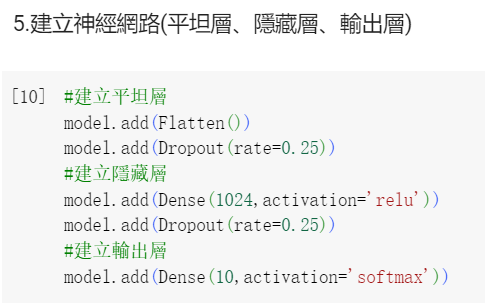 5.建立神經網路(平坦層、隱藏層、輸出層)
[10] #建立平坦層
model.add(Flatten())
model.add(Dropout(rate=0.25))
#建立隱藏層
model.add(Dense(1024,activation='relu'))
model.add(Dropout(rate=0.25))
#建立輸出層
model.add(Dense(10,activation='softmax'))